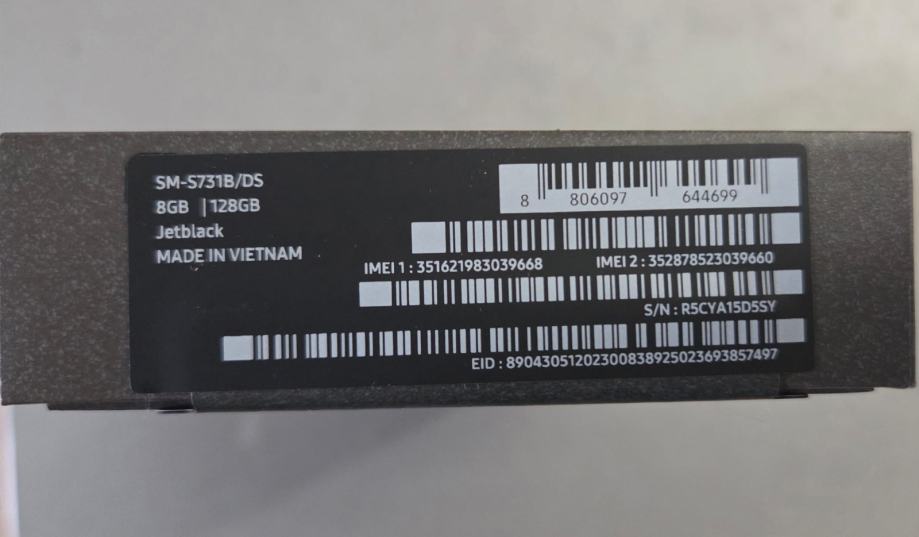 SM-S731B/DS
8GB | 128GB
Jetblack
MADE IN VIETNAM
8 806097 644699
IMEI 1 : 351621983039668 IMEI 2 : 352878523039660
S/N : R5CYA15D5SY
EID : 89043051202300838925023693857497